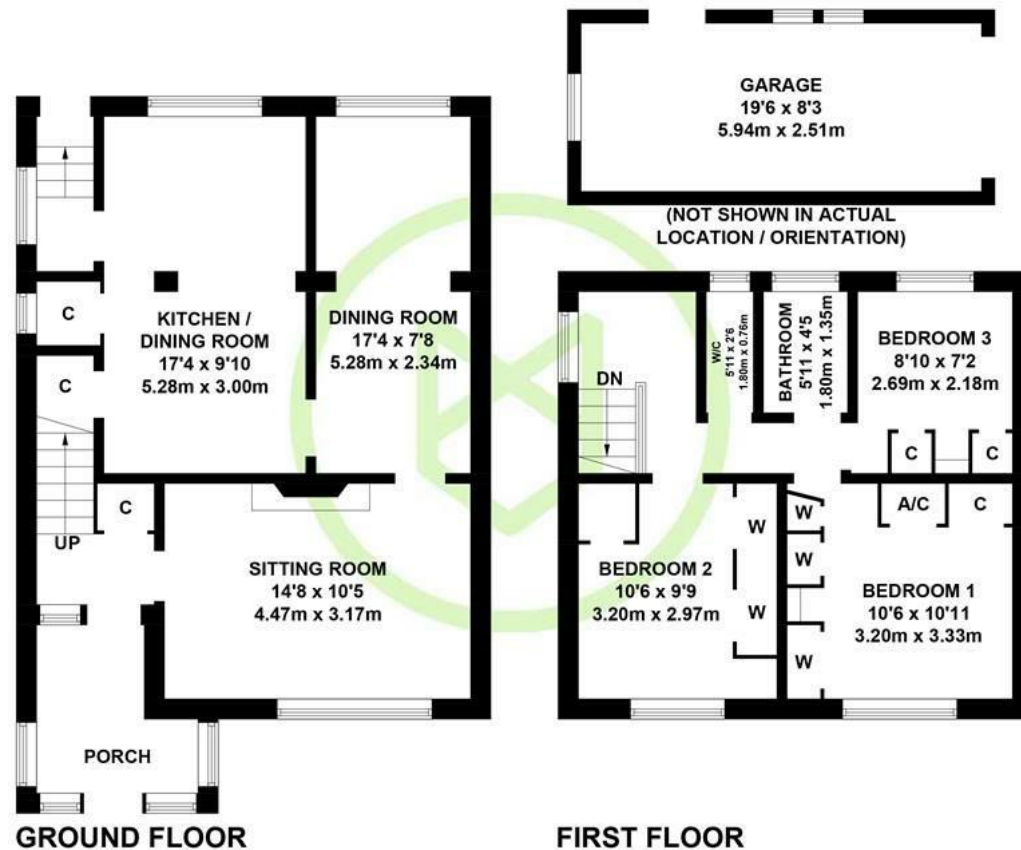 GARAGE
19'6 x 8'3
5.94m x 2.51m
(NOT SHOWN IN ACTUAL
LOCATION / ORIENTATION)
C
C
KITCHEN /
DINING ROOM
17'4 x 9'10
5.28m x 3.00m
DINING ROOM
17'4 x 7'8
5.28m x 2.34m
C
UP
SITTING ROOM
14'8 x 10'5
4.47m x 3.17m
PORCH
GROUND FLOOR
DN
W/C
5'11 x 2'6
1.80m x 0.76m
BATHROOM
5'11 x 4'5
1.80m x 1.35m
BEDROOM 3
8'10 x 7'2
2.69m x 2.18m
C
C
A/C
C
W
W
W
W
W
BEDROOM 2
10'6 x 9'9
3.20m x 2.97m
BEDROOM 1
10'6 x 10'11
3.20m x 3.33m
FIRST FLOOR